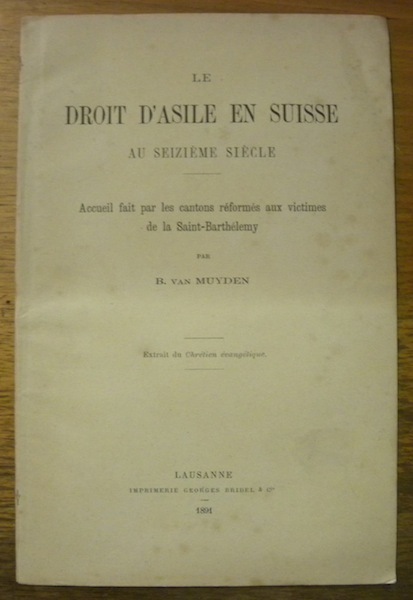 LE
DROIT D'ASILE EN SUISSE
AU SEIZIÈME SIÈCLE
Accueil fait par les cantons réformés aux victimes
de la Saint-Barthélemy
PAR
B. VAN MUYDEN
Extrait du Chrétien évangélique.
LAUSANNE
IMPRIMERIE GEORGES BRIDEL & Cie
1891